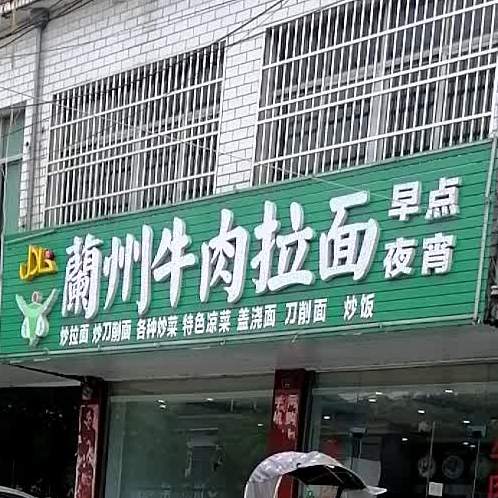 حلال
蘭州牛肉拉面
早点
夜宵
炒拉面 炒刀削面 各种炒菜 特色凉菜 盖浇面 刀削面 炒饭